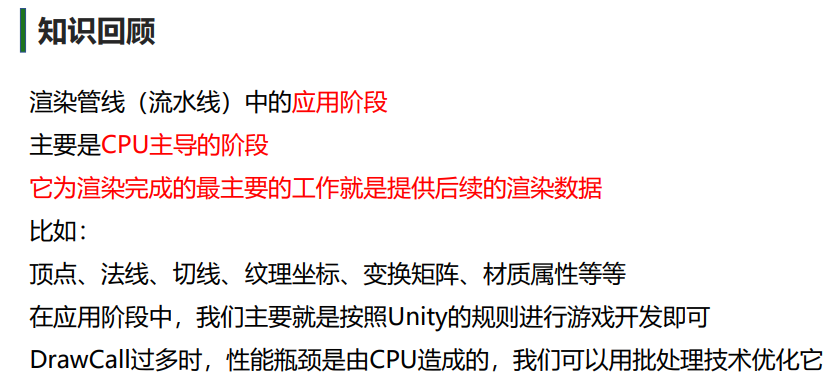 知识回顾
渲染管线（流水线）中的应用阶段
主要是CPU主导的阶段
它为渲染完成的最主要的工作就是提供后续的渲染数据
比如：
顶点、法线、切线、纹理坐标、变换矩阵、材质属性等等
在应用阶段中，我们主要就是按照Unity的规则进行游戏开发即可
DrawCall过多时，性能瓶颈是由CPU造成的，我们可以用批处理技术优化它